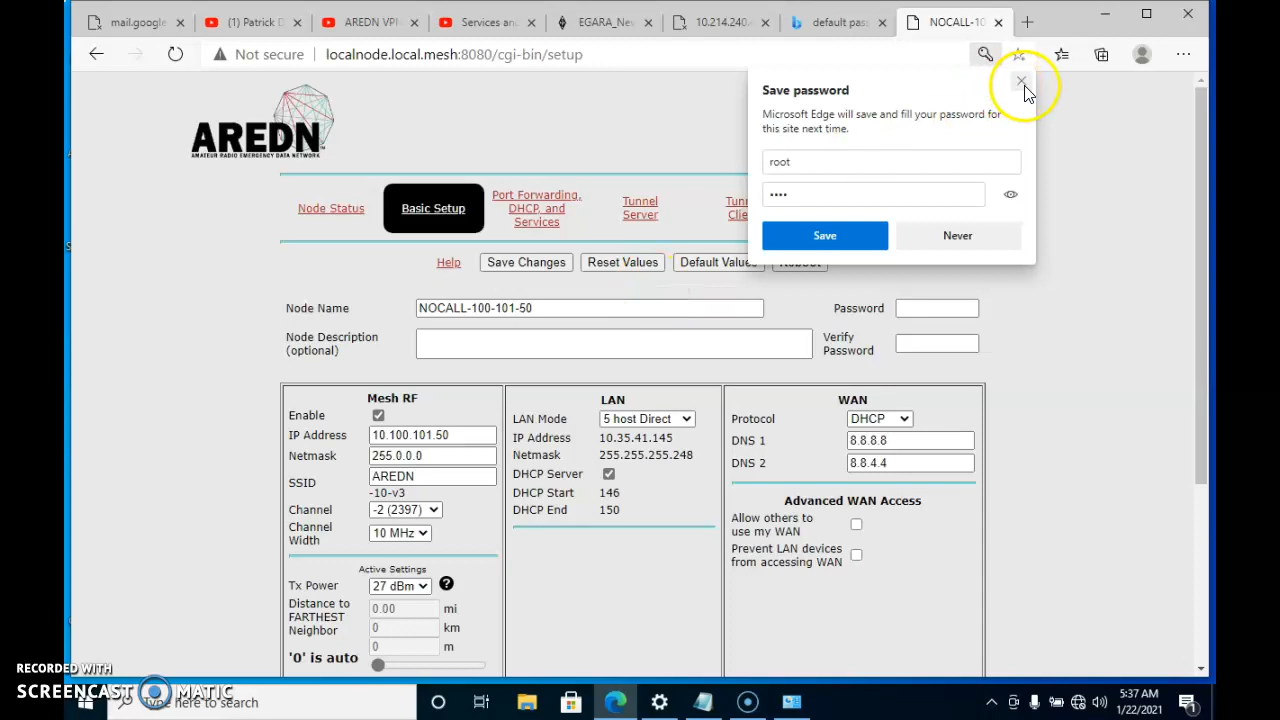 mail.google
(1) Patrick D
AREDN VPN
Services and
EGARA_Nev
10.214.240.
default pas
NOCALL-10
Not secure
localnode.local.mesh:8080/cgi-bin/setup
Save password
Microsoft Edge will save and fill your password for
this site next time.
root
••••
Save
Never
AREDN
AMATEUR RADIO EMERGENCY DATA NETWORK
Node Status
Basic Setup
Port Forwarding,
DHCP, and
Services
Tunnel
Server
Tunn
Clie
Help
Save Changes
Reset Values
Default Values
Reboot
Node Name
NOCALL-100-101-50
Password
Node Description
(optional)
Verify
Password
Mesh RF
Enable
IP Address
10.100.101.50
Netmask
255.0.0.0
SSID
AREDN
-10-v3
Channel
-2 (2397)
Channel
Width
10 MHz
Active Settings
Tx Power
27 dBm
?
Distance to
FARTHEST
Neighbor
0.00
mi
0
km
0
m
'0' is auto
LAN
LAN Mode
5 host Direct
IP Address
10.35.41.145
Netmask
255.255.255.248
DHCP Server
DHCP Start
146
DHCP End
150
WAN
Protocol
DHCP
DNS 1
8.8.8.8
DNS 2
8.8.4.4
Advanced WAN Access
Allow others to
use my WAN
Prevent LAN devices
from accessing WAN
RECORDED WITH
SCREENCAST MATIC
Type here to search
5:37 AM
1/22/2021
1